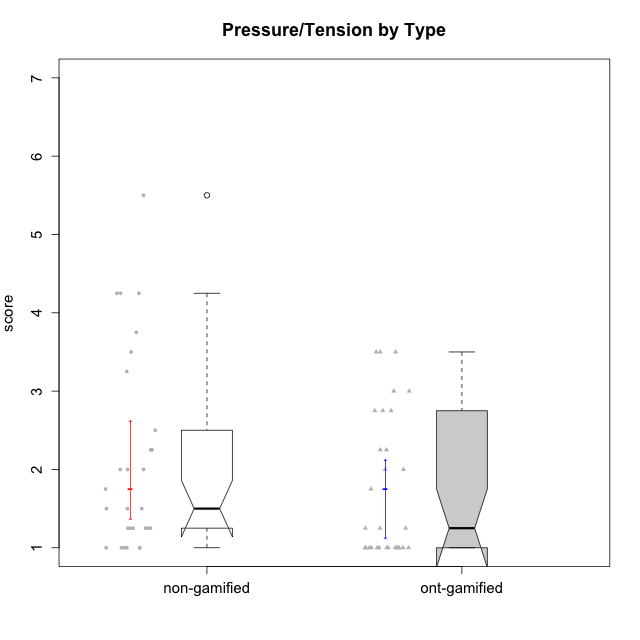 Pressure/Tension by Type
score
7
6
5
4
3
2
1
non-gamified
ont-gamified